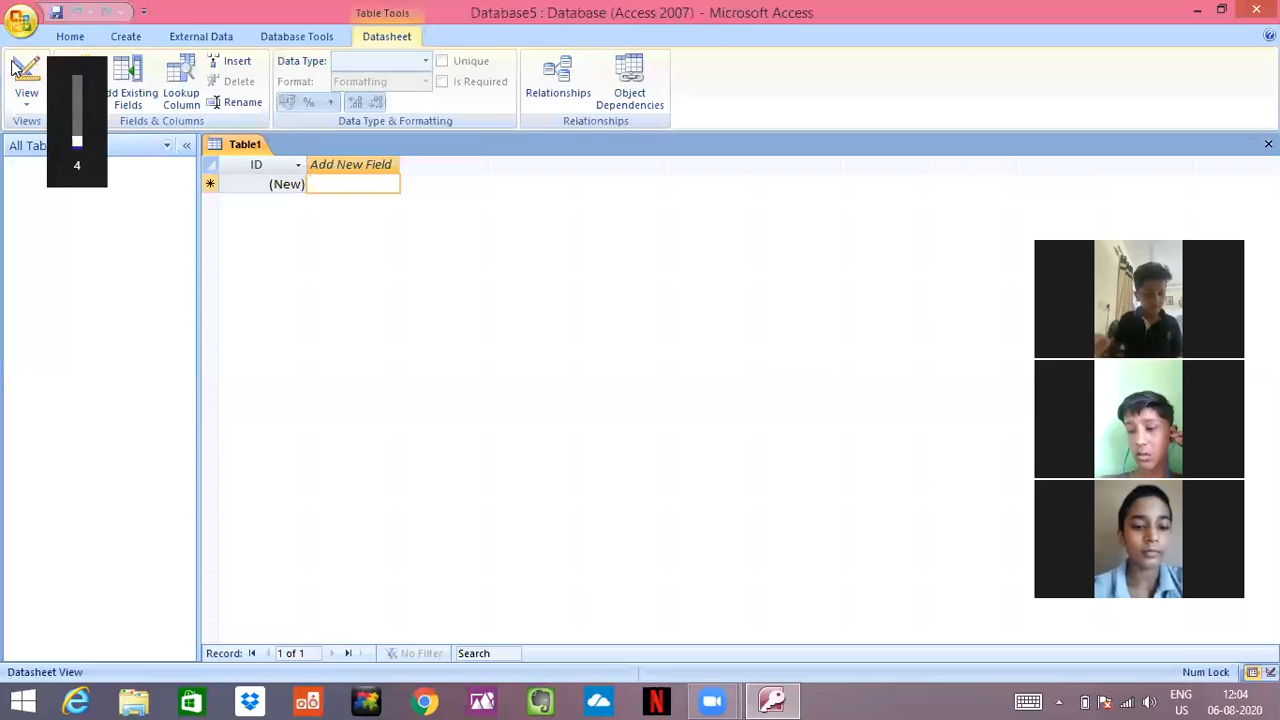 Table Tools
Database5 : Database (Access 2007) - Microsoft Access
Home
Create
External Data
Database Tools
Datasheet
View
Views
dd Existing
Fields
Lookup
Column
Insert
Delete
Rename
Fields & Columns
Data Type:
Unique
Format:
Formatting
Is Required
%
Data Type & Formatting
Relationships
Object
Dependencies
Relationships
4
All Tab
Table1
ID
Add New Field
(New)
Record:
1 of 1
No Filter
Search
Datasheet View
Num Lock
ENG
US
12:04
06-08-2020